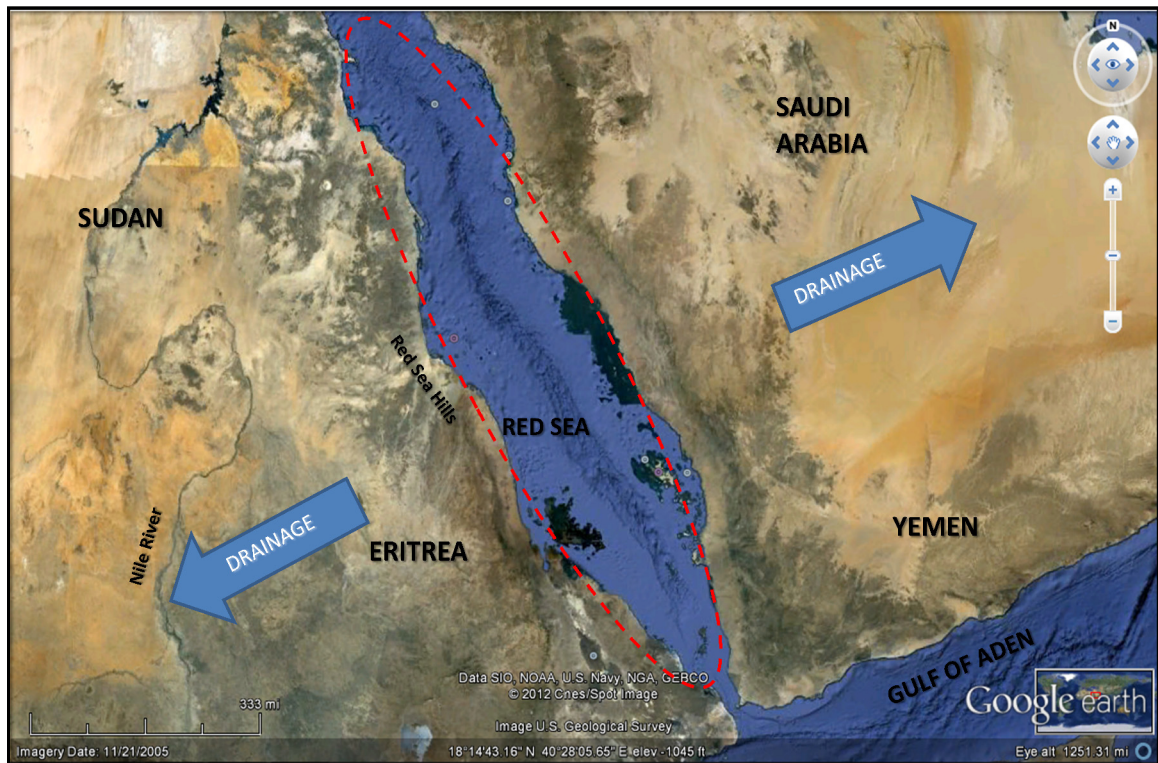 N
SAUDI
ARABIA
SUDAN
DRAINAGE
Red Sea Hills
RED SEA
Nile River
DRAINAGE
ERITREA
YEMEN
GULF OF ADEN
Data SIO, NOAA, U.S. Navy, NGA, GEBCO
© 2012 Cnes/Spot Image
Image U.S. Geological Survey
333 mi
Google earth
Imagery Date: 11/21/2005
18°14'43.16" N 40°28'05.65" E elev -1045 ft
Eye alt 1251.31 mi